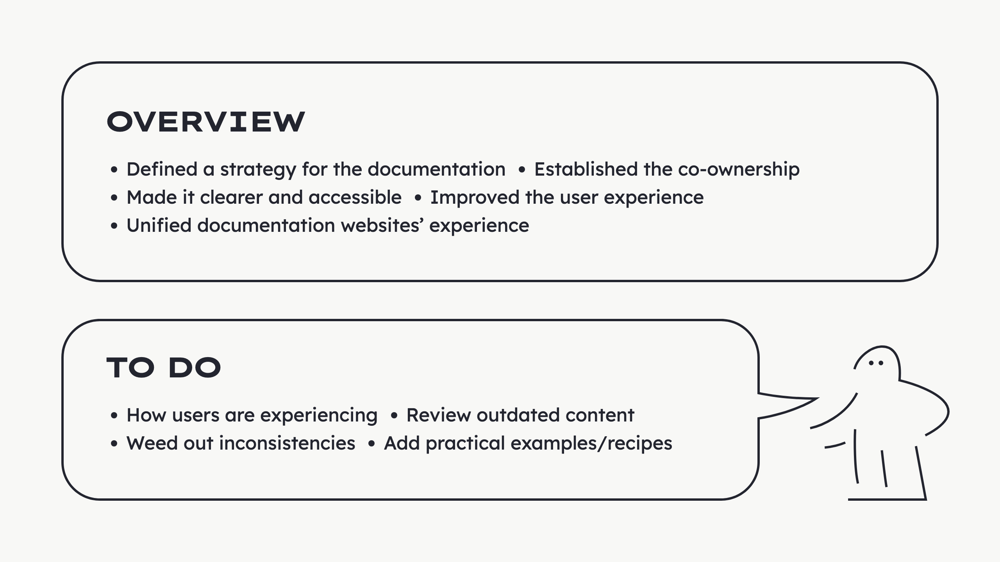 OVERVIEW
• Defined a strategy for the documentation • Established the co-ownership
• Made it clearer and accessible • Improved the user experience
• Unified documentation websites’ experience
TO DO
• How users are experiencing • Review outdated content
• Weed out inconsistencies • Add practical examples/recipes